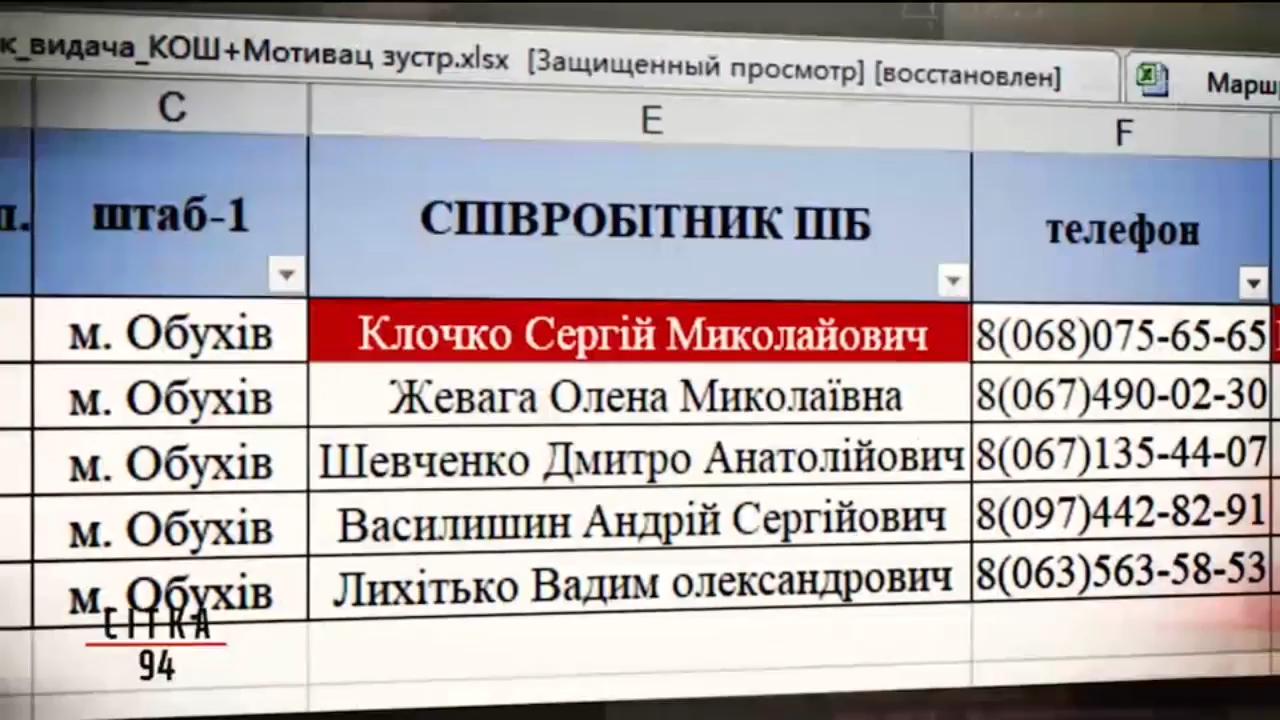 к_видача_КОШ+Мотивац зустр.xlsx [Защищенный просмотр] [восстановлен]
Марш
C E F
п. штаб-1 СПІВРОБІТНИК ПІБ телефон
м. Обухів Клочко Сергій Миколайович 8(068)075-65-65
м. Обухів Жевага Олена Миколаївна 8(067)490-02-30
м. Обухів Шевченко Дмитро Анатолійович 8(067)135-44-07
м. Обухів Василишин Андрій Сергійович 8(097)442-82-91
м. Обухів Лихітько Вадим олександрович 8(063)563-58-53
СІТКА
94